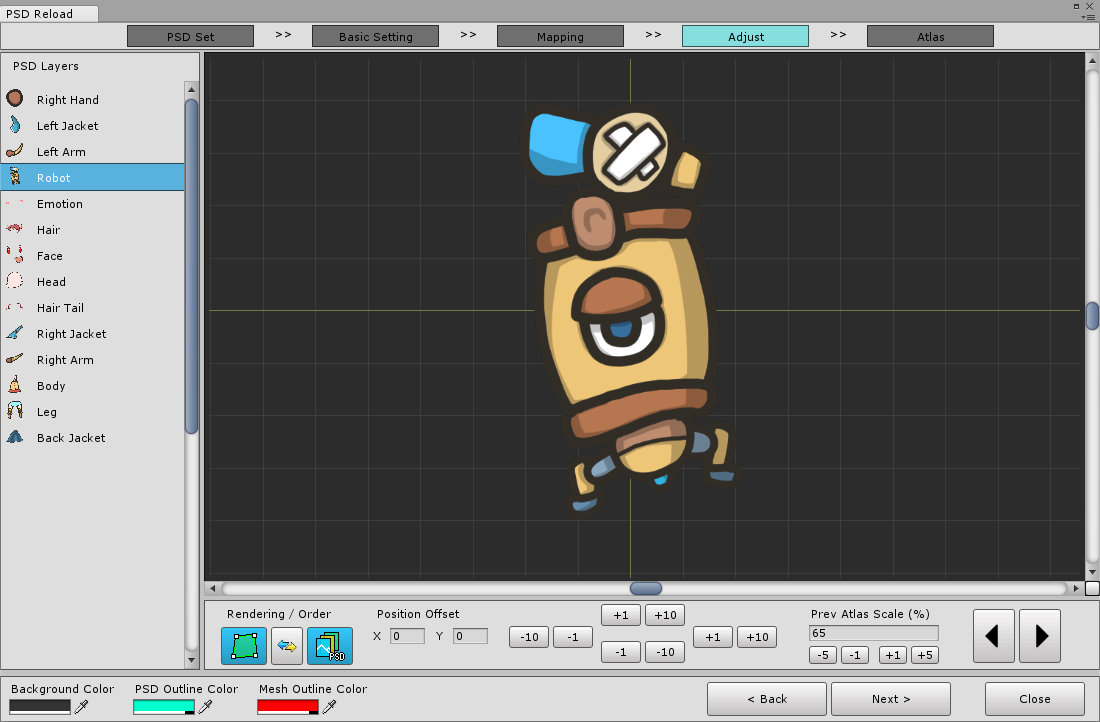 PSD Reload
PSD Set >> Basic Setting >> Mapping >> Adjust >> Atlas
PSD Layers
Right Hand
Left Jacket
Left Arm
Robot
Emotion
Hair
Face
Head
Hair Tail
Right Jacket
Right Arm
Body
Leg
Back Jacket
Rendering / Order
PSD
Position Offset
X 0 Y 0
-10 -1
+1 +10
-1 -10
+1 +10
Prev Atlas Scale (%)
65
-5 -1 +1 +5
Background Color
PSD Outline Color
Mesh Outline Color
< Back
Next >
Close